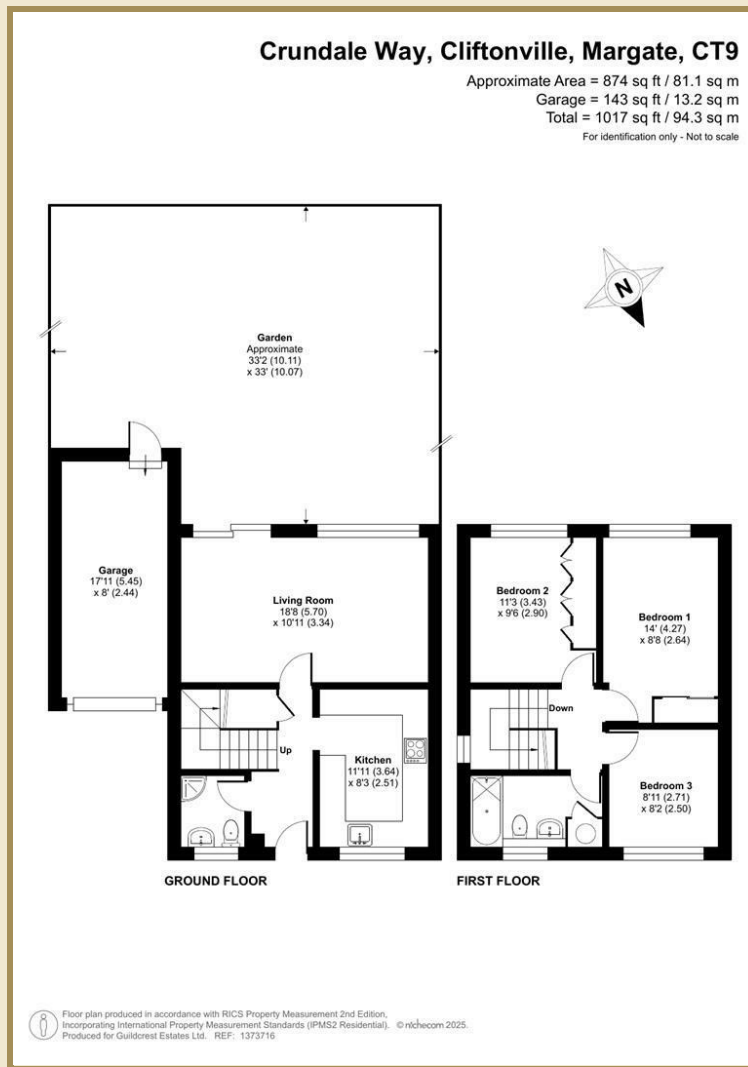 Crundale Way, Cliftonville, Margate, CT9
Approximate Area = 874 sq ft / 81.1 sq m
Garage = 143 sq ft / 13.2 sq m
Total = 1017 sq ft / 94.3 sq m
For identification only - Not to scale
N
Garden
Approximate
33'2 (10.11)
x 33' (10.07)
Garage
17'11 (5.45)
x 8' (2.44)
Living Room
18'8 (5.70)
x 10'11 (3.34)
Up
Kitchen
11'11 (3.64)
x 8'3 (2.51)
GROUND FLOOR
Bedroom 2
11'3 (3.43)
x 9'6 (2.90)
Bedroom 1
14' (4.27)
x 8'8 (2.64)
Down
Bedroom 3
8'11 (2.71)
x 8'2 (2.50)
FIRST FLOOR
Floor plan produced in accordance with RICS Property Measurement 2nd Edition,
Incorporating International Property Measurement Standards (IPMS2 Residential). © nichecom 2025.
Produced for Guildcrest Estates Ltd. REF: 1373716